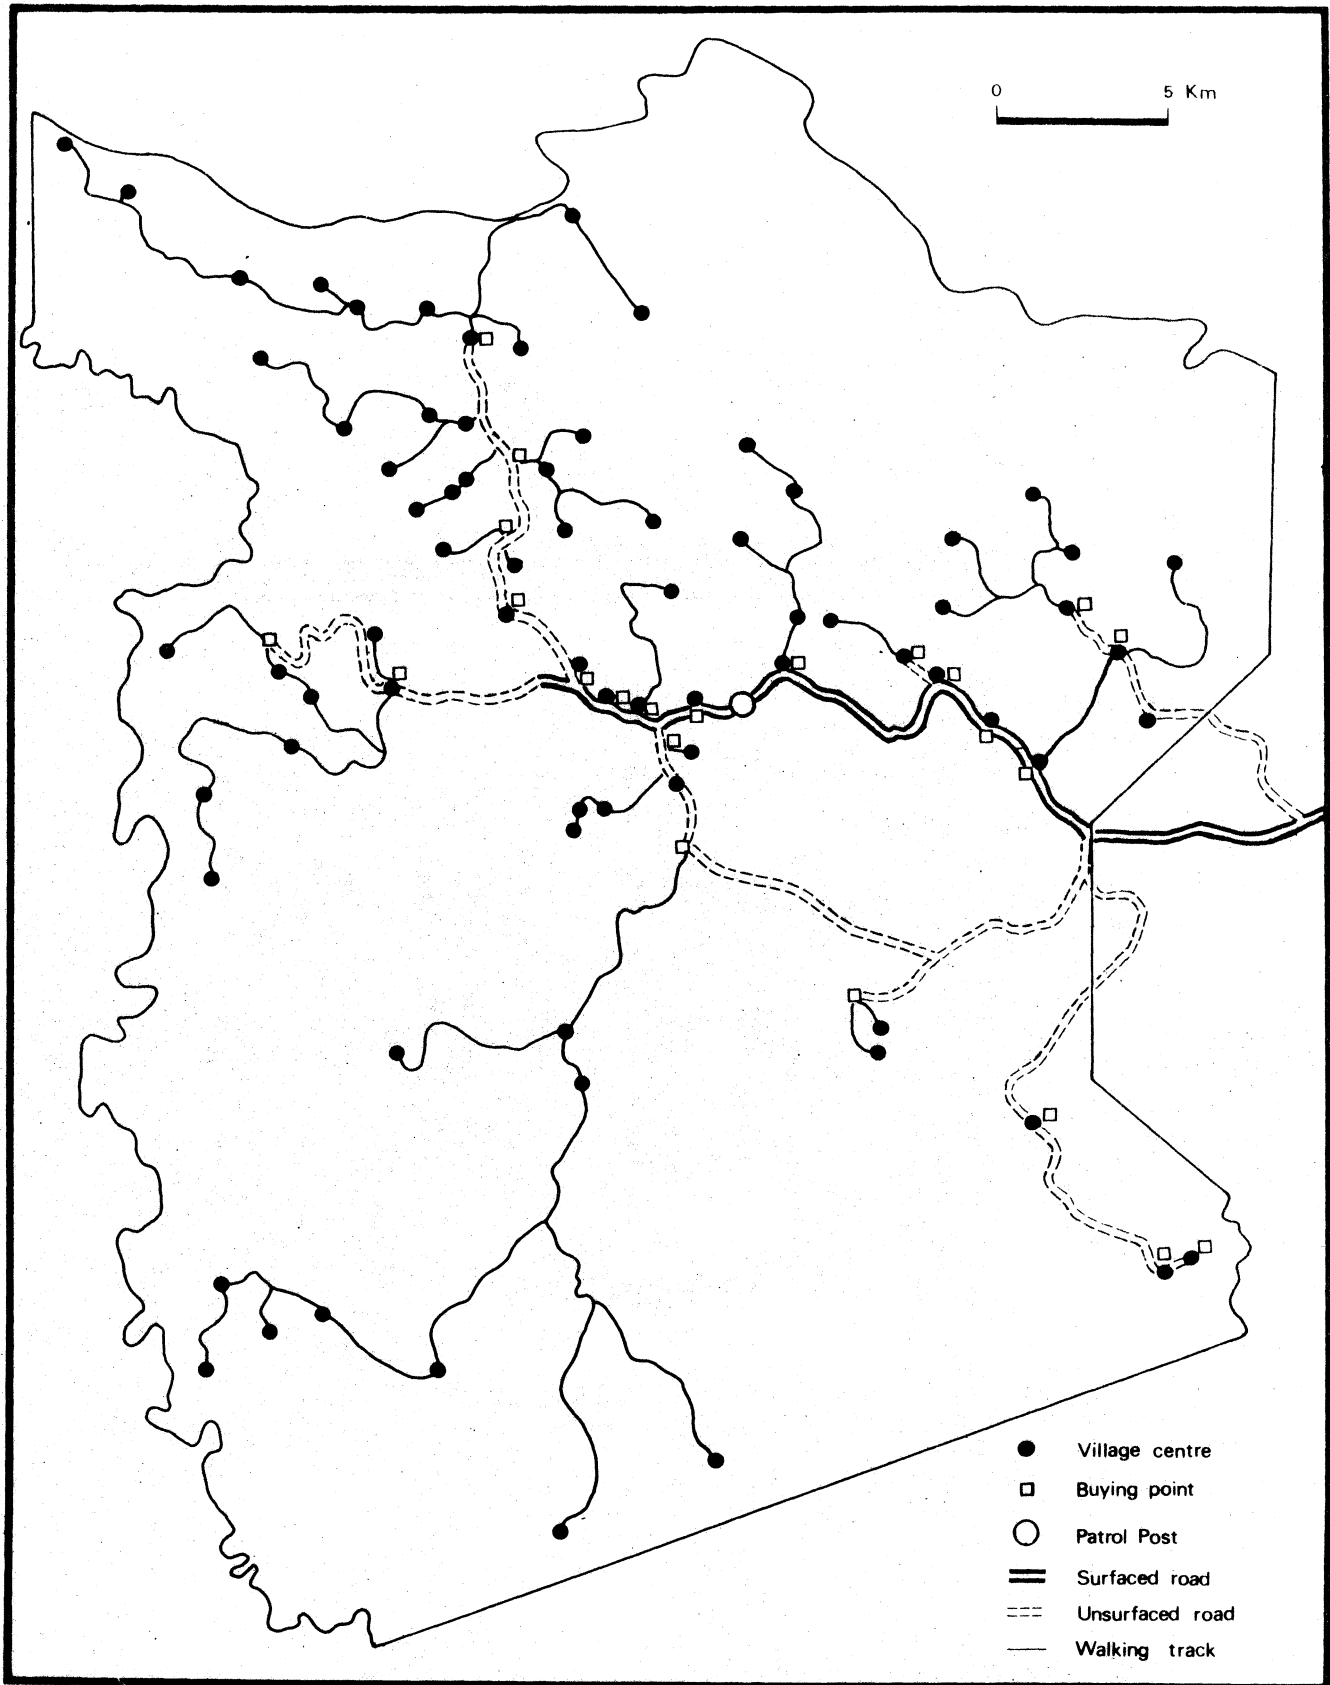 0 5 Km
Village centre
Buying point
Patrol Post
Surfaced road
Unsurfaced road
Walking track